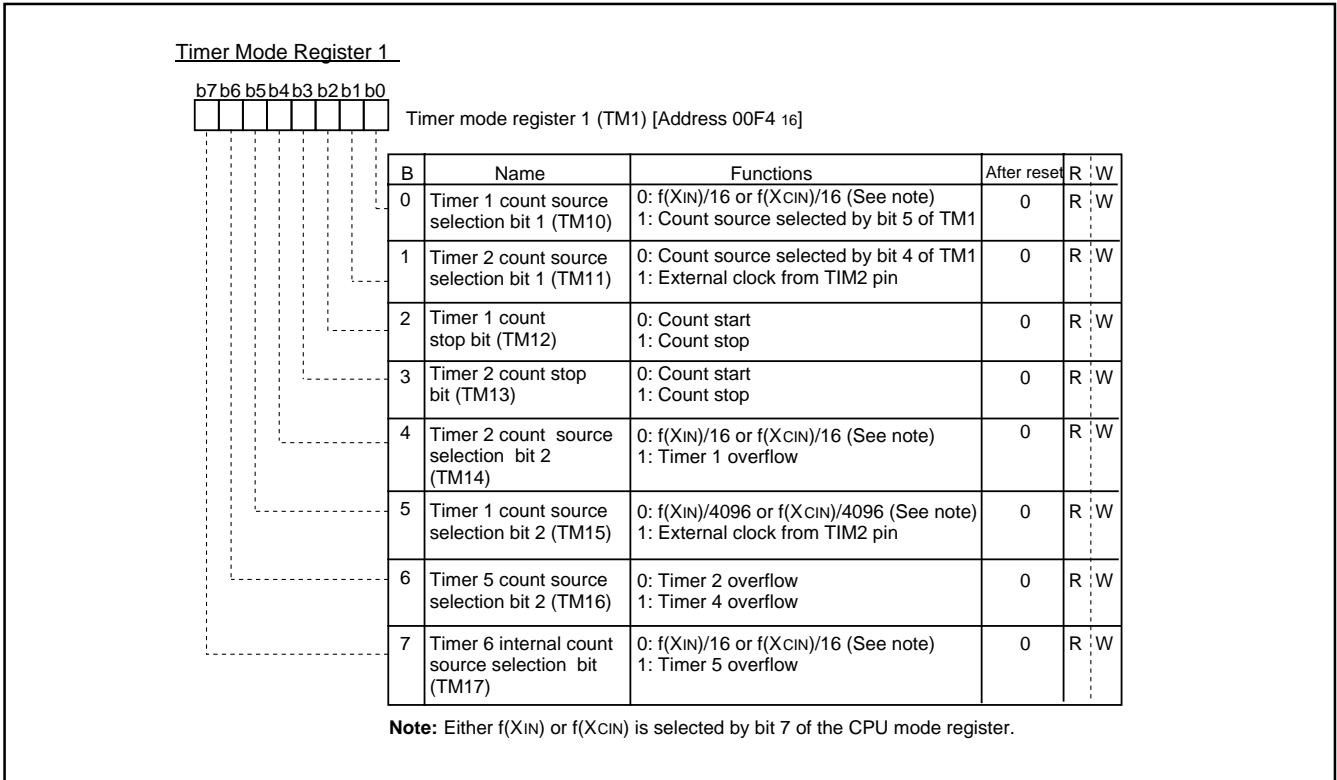 Timer Mode Register 1
b7 b6 b5 b4 b3 b2 b1 b0
Timer mode register 1 (TM1) [Address 00F4 16]
B Name Functions After reset R W
0 Timer 1 count source selection bit 1 (TM10) 0: f(XIN)/16 or f(XCIN)/16 (See note) 0 R W
1: Count source selected by bit 5 of TM1
1 Timer 2 count source selection bit 1 (TM11) 0: Count source selected by bit 4 of TM1 0 R W
1: External clock from TIM2 pin
2 Timer 1 count stop bit (TM12) 0: Count start 0 R W
1: Count stop
3 Timer 2 count stop bit (TM13) 0: Count start 0 R W
1: Count stop
4 Timer 2 count source selection bit 2 (TM14) 0: f(XIN)/16 or f(XCIN)/16 (See note) 0 R W
1: Timer 1 overflow
5 Timer 1 count source selection bit 2 (TM15) 0: f(XIN)/4096 or f(XCIN)/4096 (See note) 0 R W
1: External clock from TIM2 pin
6 Timer 5 count source selection bit 2 (TM16) 0: Timer 2 overflow 0 R W
1: Timer 4 overflow
7 Timer 6 internal count source selection bit (TM17) 0: f(XIN)/16 or f(XCIN)/16 (See note) 0 R W
1: Timer 5 overflow
Note: Either f(XIN) or f(XCIN) is selected by bit 7 of the CPU mode register.